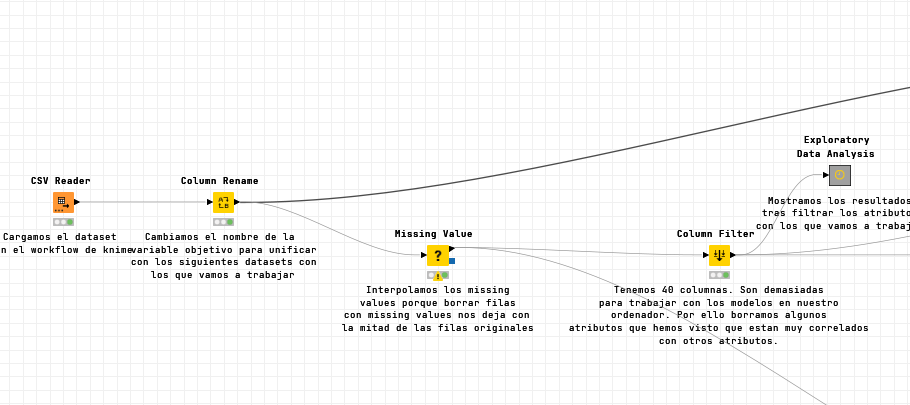 Exploratory
Data Analysis
Mostramos los resultados
tras filtrar los atributo
con los que vamos a trabaj
CSV Reader
Cargamos el dataset
n el workflow de knime
Column Rename
Cambiamos el nombre de la
variable objetivo para unificar
con los siguientes datasets con
los que vamos a trabajar
Missing Value
?
Interpolamos los missing
values porque borrar filas
con missing values nos deja con
la mitad de las filas originales
Column Filter
Tenemos 40 columnas. Son demasiadas
para trabajar con los modelos en nuestro
ordenador. Por ello borramos algunos
atributos que hemos visto que estan muy correlados
con otros atributos.